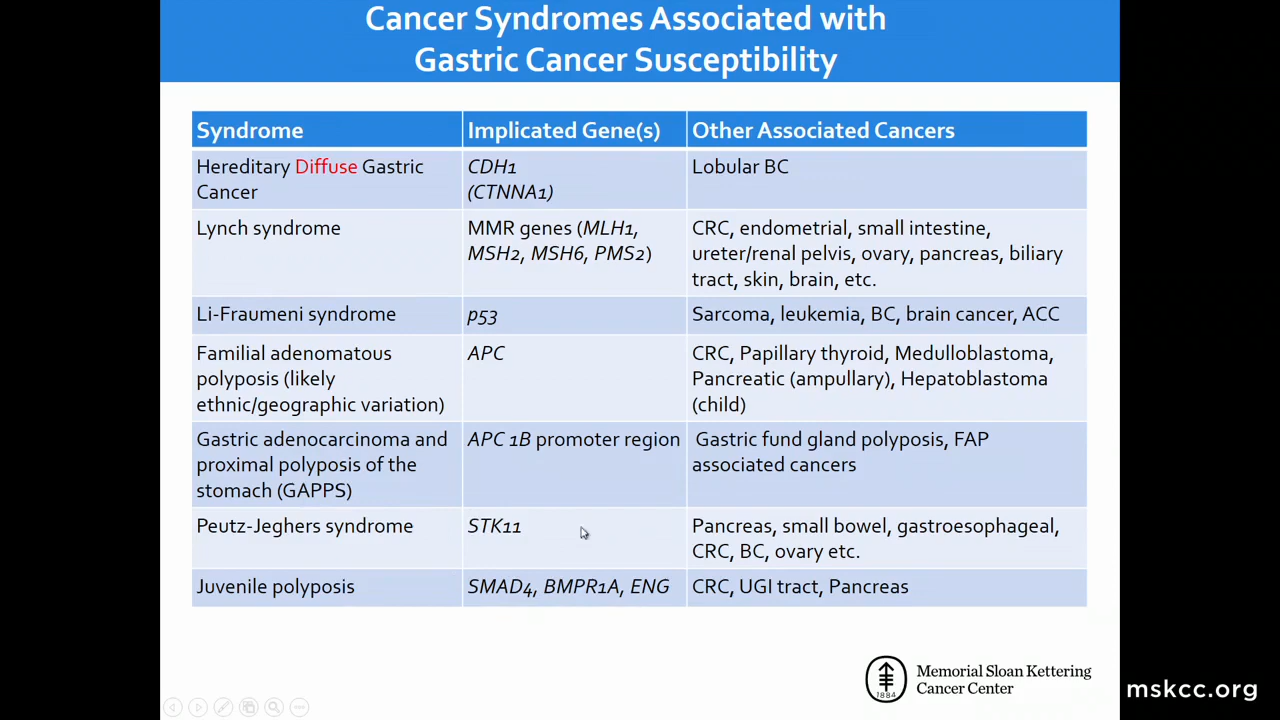 Cancer Syndromes Associated with
Gastric Cancer Susceptibility
Syndrome
Implicated Gene(s)
Other Associated Cancers
Hereditary Diffuse Gastric
Cancer
CDH1
(CTNNA1)
Lobular BC
Lynch syndrome
MMR genes (MLH1,
MSH2, MSH6, PMS2)
CRC, endometrial, small intestine,
ureter/renal pelvis, ovary, pancreas, biliary
tract, skin, brain, etc.
Li-Fraumeni syndrome
p53
Sarcoma, leukemia, BC, brain cancer, ACC
Familial adenomatous
polyposis (likely
ethnic/geographic variation)
APC
CRC, Papillary thyroid, Medulloblastoma,
Pancreatic (ampullary), Hepatoblastoma
(child)
Gastric adenocarcinoma and
proximal polyposis of the
stomach (GAPPS)
APC 1B promoter region
Gastric fund gland polyposis, FAP
associated cancers
Peutz-Jeghers syndrome
STK11
Pancreas, small bowel, gastroesophageal,
CRC, BC, ovary etc.
Juvenile polyposis
SMAD4, BMPR1A, ENG
CRC, UGI tract, Pancreas
1884
Memorial Sloan Kettering
Cancer Center
mskcc.org